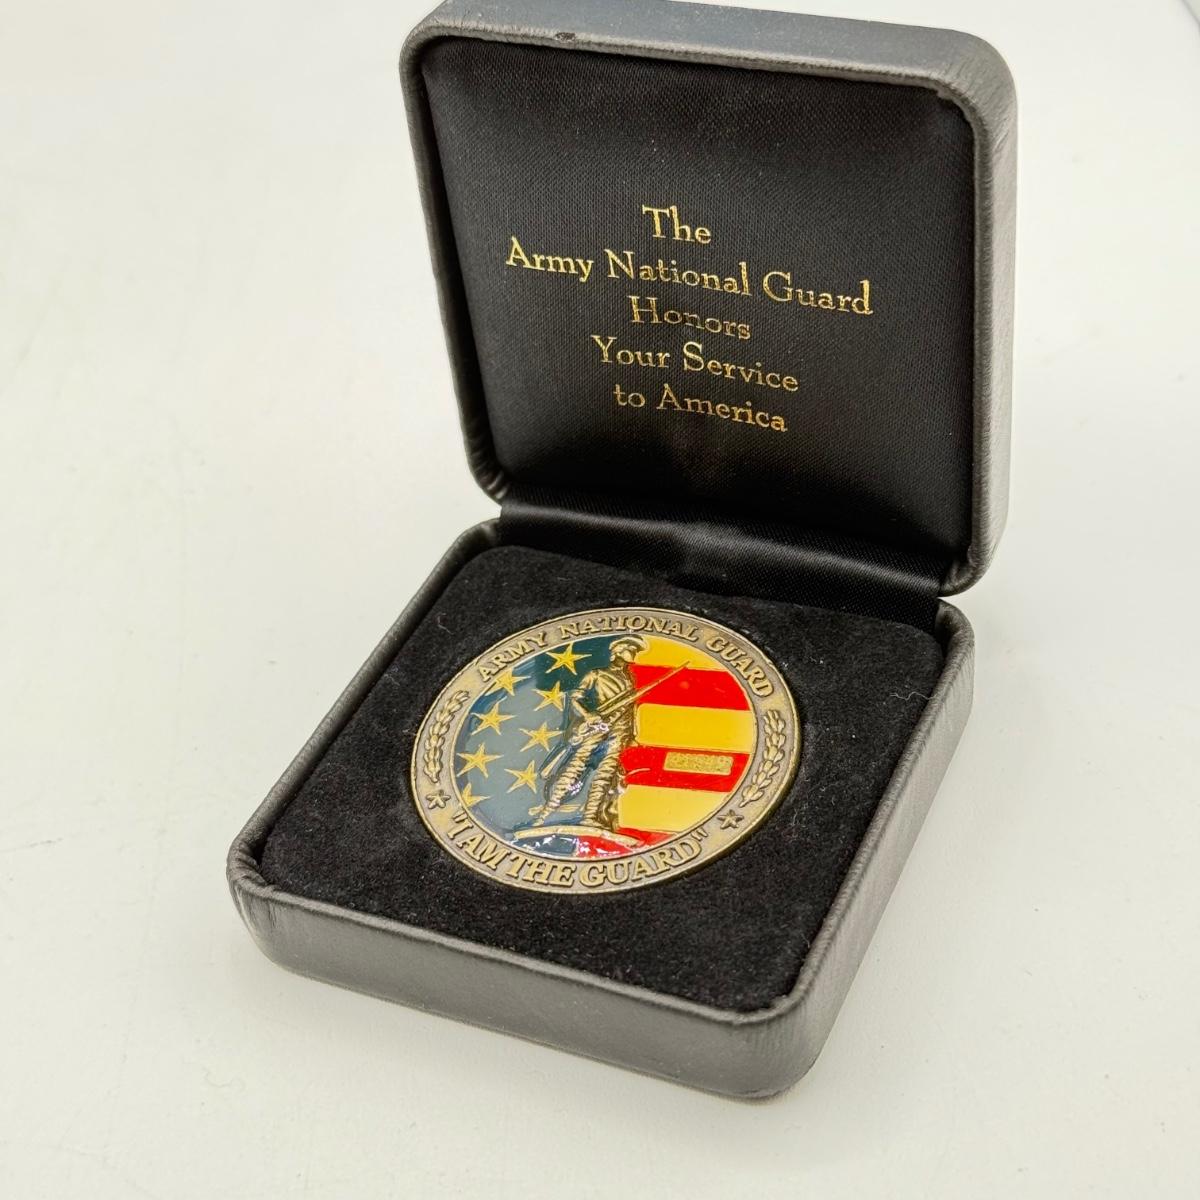 The
Army National Guard
Honors
Your Service
to America
ARMY NATIONAL GUARD
"I AM THE GUARD"